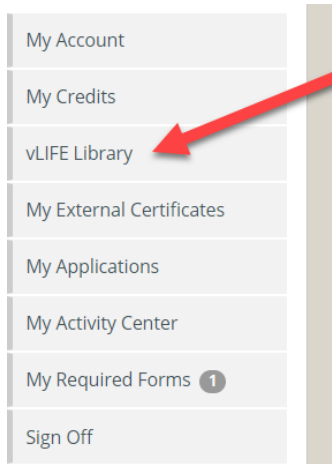 My Account
My Credits
vLIFE Library
My External Certificates
My Applications
My Activity Center
My Required Forms 1
Sign Off